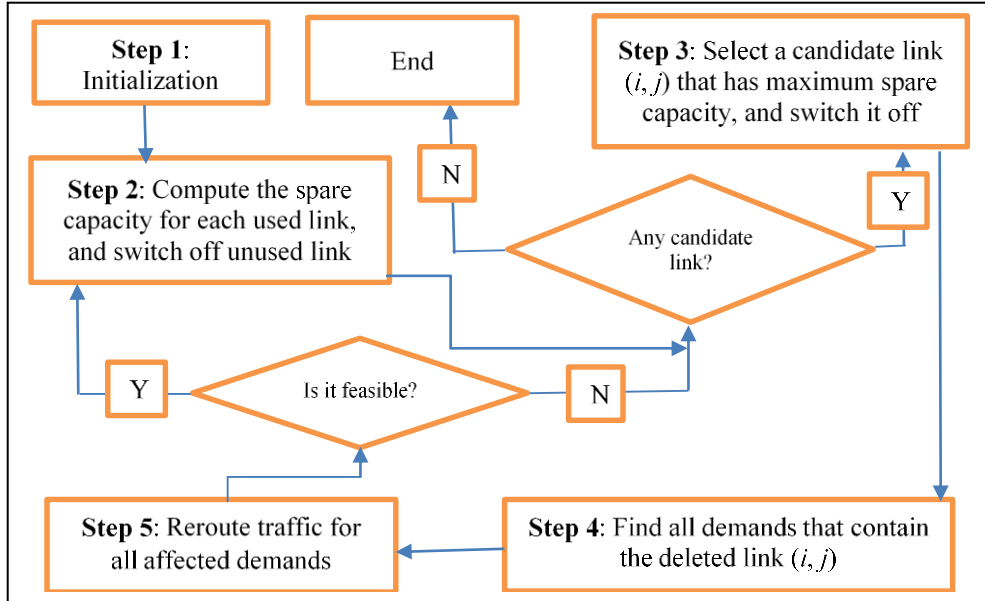 Step 1:
Initialization
End
Step 3: Select a candidate link
(i, j) that has maximum spare
capacity, and switch it off
N
Y
Step 2: Compute the spare
capacity for each used link,
and switch off unused link
Any candidate
link?
Y
Is it feasible?
N
Step 5: Reroute traffic for
all affected demands
Step 4: Find all demands that contain
the deleted link (i, j)